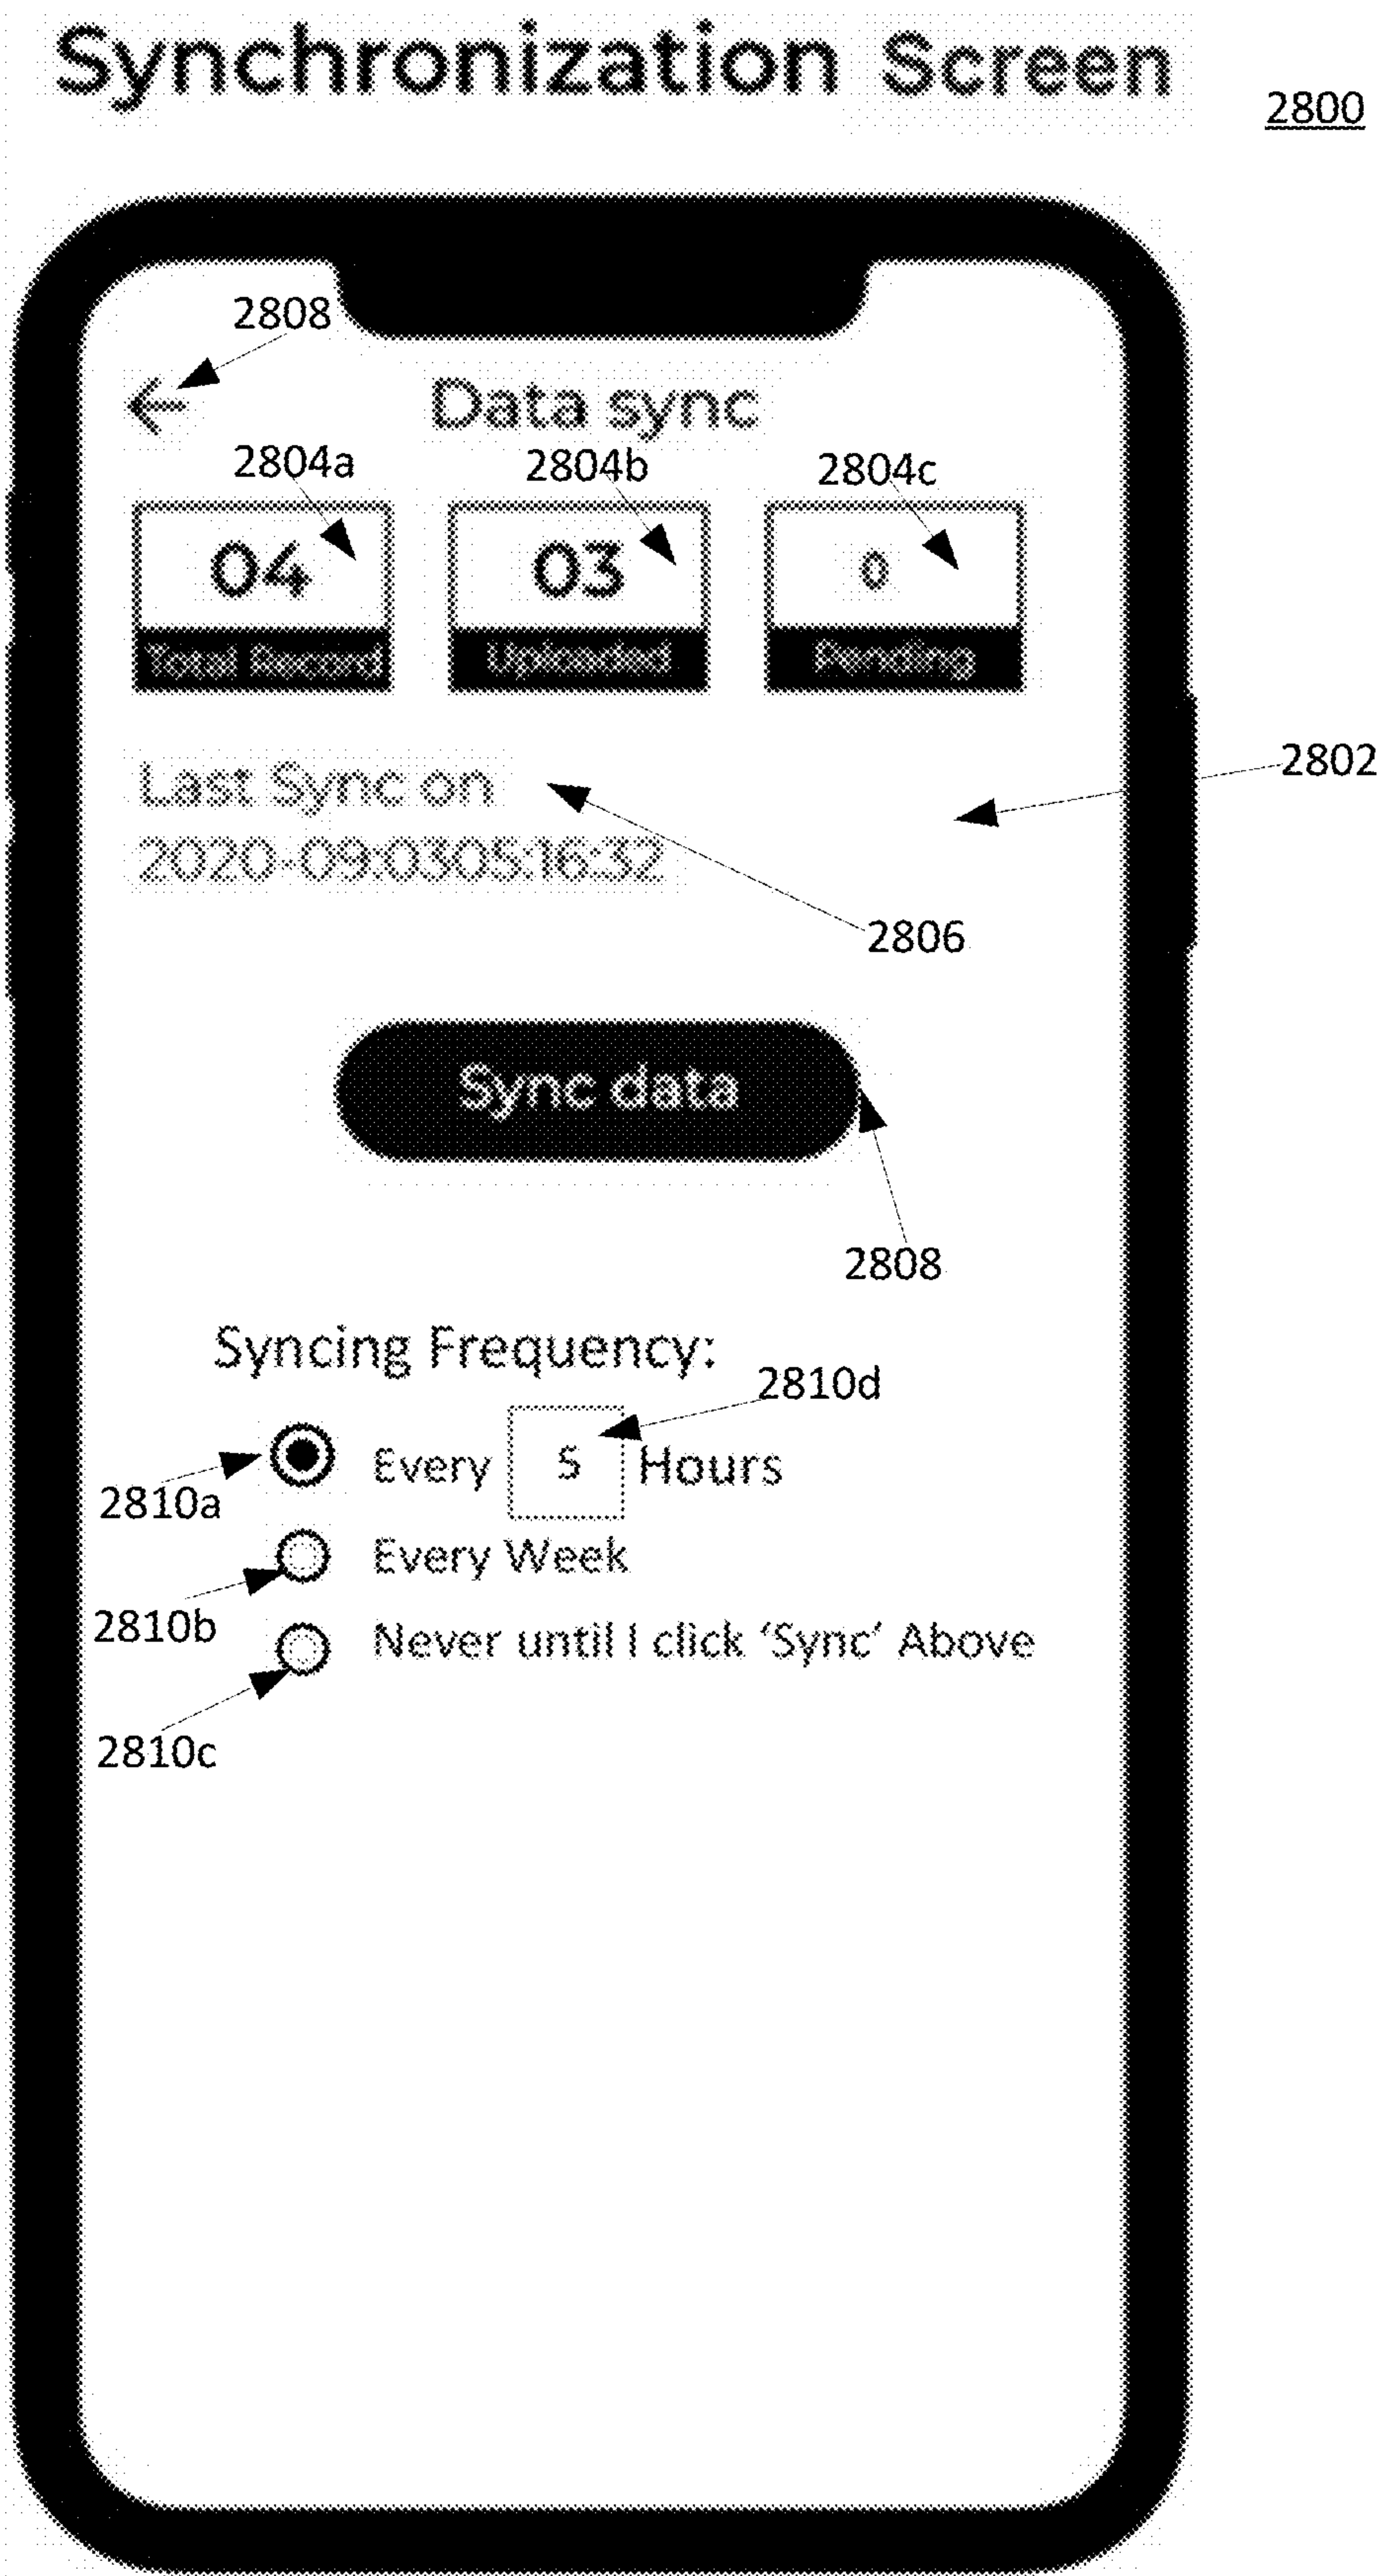 Synchronization Screen
2800
2808
Data sync
2804a 2804b 2804c
04 03 0
Total Record Uploaded Pending
Last Sync on
2802
2020-09:0305:16:32
2806
Sync data
2808
Syncing Frequency:
2810d
Every 5 Hours
2810a
Every Week
2810b
Never until I click ‘Sync’ Above
2810c